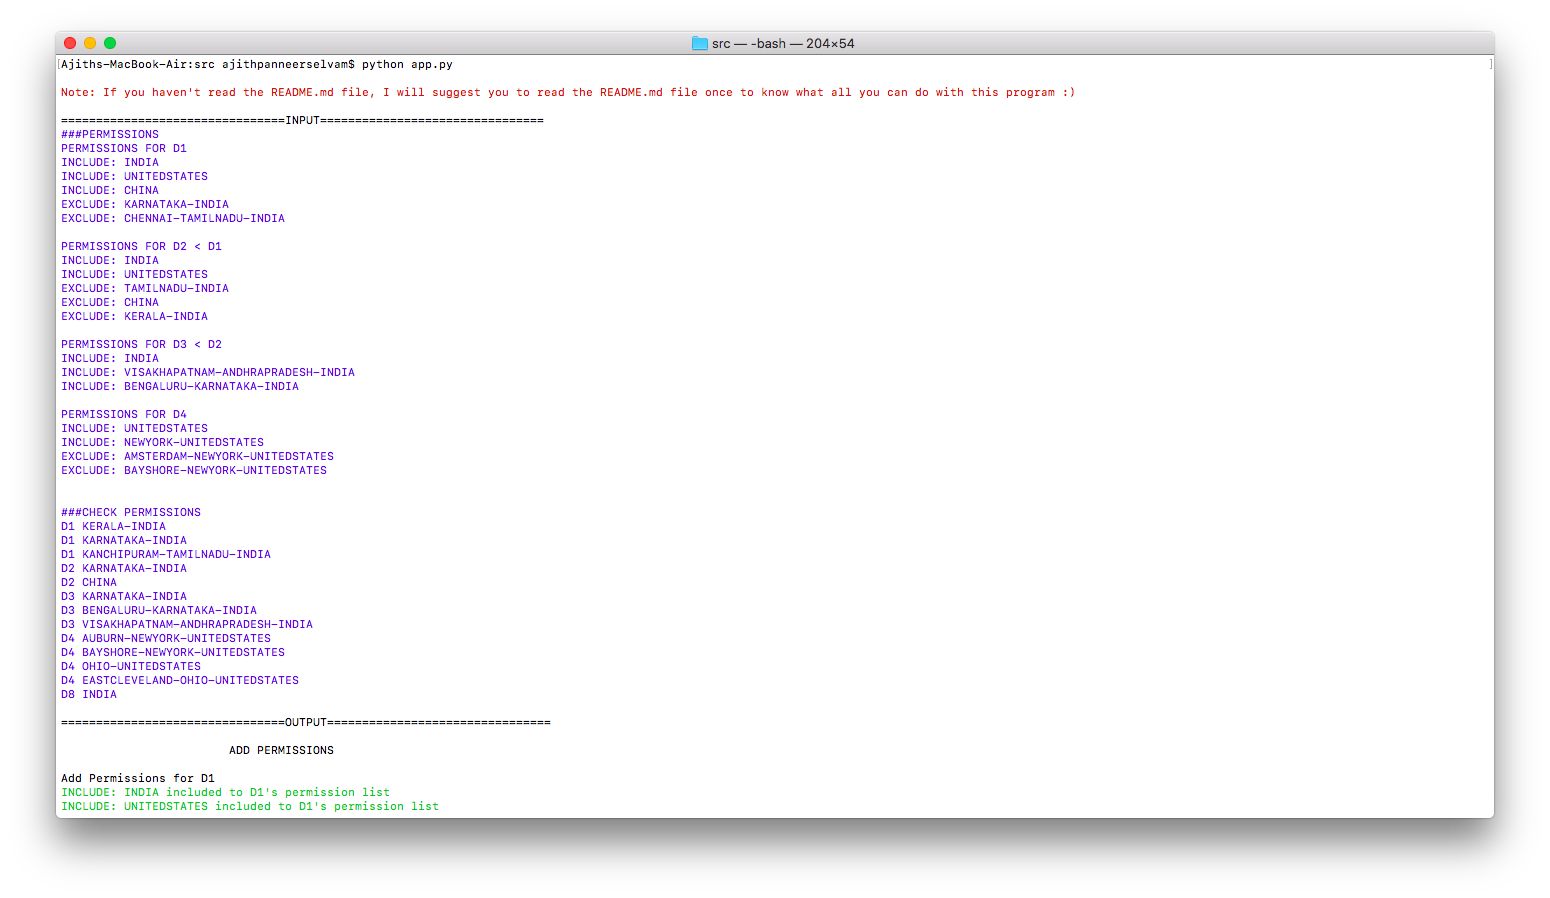 src — -bash — 204×54
[Ajiths-MacBook-Air:src ajithpanneerselvam$ python app.py ]
Note: If you haven't read the README.md file, I will suggest you to read the README.md file once to know what all you can do with this program :)
================================INPUT================================
###PERMISSIONS
PERMISSIONS FOR D1
INCLUDE: INDIA
INCLUDE: UNITEDSTATES
INCLUDE: CHINA
EXCLUDE: KARNATAKA-INDIA
EXCLUDE: CHENNAI-TAMILNADU-INDIA
PERMISSIONS FOR D2 < D1
INCLUDE: INDIA
INCLUDE: UNITEDSTATES
EXCLUDE: TAMILNADU-INDIA
EXCLUDE: CHINA
EXCLUDE: KERALA-INDIA
PERMISSIONS FOR D3 < D2
INCLUDE: INDIA
INCLUDE: VISAKHAPATNAM-ANDHRAPRADESH-INDIA
INCLUDE: BENGALURU-KARNATAKA-INDIA
PERMISSIONS FOR D4
INCLUDE: UNITEDSTATES
INCLUDE: NEWYORK-UNITEDSTATES
EXCLUDE: AMSTERDAM-NEWYORK-UNITEDSTATES
EXCLUDE: BAYSHORE-NEWYORK-UNITEDSTATES
###CHECK PERMISSIONS
D1 KERALA-INDIA
D1 KARNATAKA-INDIA
D1 KANCHIPURAM-TAMILNADU-INDIA
D2 KARNATAKA-INDIA
D2 CHINA
D3 KARNATAKA-INDIA
D3 BENGALURU-KARNATAKA-INDIA
D3 VISAKHAPATNAM-ANDHRAPRADESH-INDIA
D4 AUBURN-NEWYORK-UNITEDSTATES
D4 BAYSHORE-NEWYORK-UNITEDSTATES
D4 OHIO-UNITEDSTATES
D4 EASTCLEVELAND-OHIO-UNITEDSTATES
D8 INDIA
================================OUTPUT================================
ADD PERMISSIONS
Add Permissions for D1
INCLUDE: INDIA included to D1's permission list
INCLUDE: UNITEDSTATES included to D1's permission list